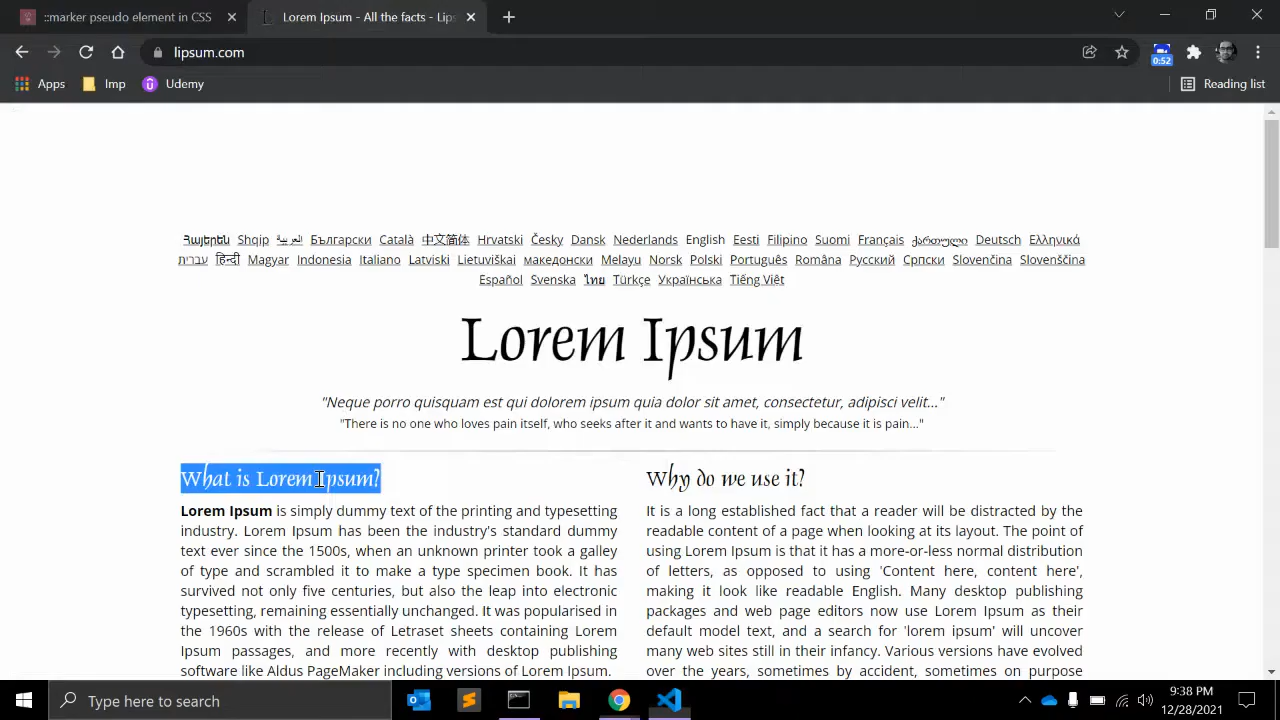 ::marker pseudo element in CSS
Lorem Ipsum - All the facts - Lips
lipsum.com
0:52
Apps Imp Udemy Reading list
Հայերեն Shqip العربية Български Català 中文简体 Hrvatski Česky Dansk Nederlands English Eesti Filipino Suomi Français ქართული Deutsch Ελληνικά
עברית हिन्दी Magyar Indonesia Italiano Latviski Lietuviškai македонски Melayu Norsk Polski Português Româna Pyccкий Српски Slovenčina Slovenščina
Español Svenska ไทย Türkçe Українська Tiếng Việt
Lorem Ipsum
"Neque porro quisquam est qui dolorem ipsum quia dolor sit amet, consectetur, adipisci velit..."
"There is no one who loves pain itself, who seeks after it and wants to have it, simply because it is pain..."
What is Lorem Ipsum?
Lorem Ipsum is simply dummy text of the printing and typesetting
industry. Lorem Ipsum has been the industry's standard dummy
text ever since the 1500s, when an unknown printer took a galley
of type and scrambled it to make a type specimen book. It has
survived not only five centuries, but also the leap into electronic
typesetting, remaining essentially unchanged. It was popularised in
the 1960s with the release of Letraset sheets containing Lorem
Ipsum passages, and more recently with desktop publishing
software like Aldus PageMaker including versions of Lorem Ipsum.
Why do we use it?
It is a long established fact that a reader will be distracted by the
readable content of a page when looking at its layout. The point of
using Lorem Ipsum is that it has a more-or-less normal distribution
of letters, as opposed to using 'Content here, content here',
making it look like readable English. Many desktop publishing
packages and web page editors now use Lorem Ipsum as their
default model text, and a search for 'lorem ipsum' will uncover
many web sites still in their infancy. Various versions have evolved
over the years, sometimes by accident, sometimes on purpose
Type here to search
9:38 PM
12/28/2021